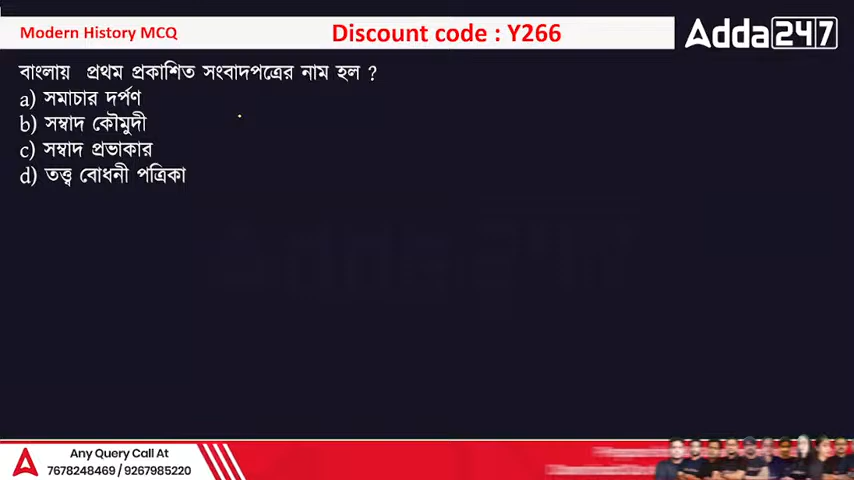 Modern History MCQ
Discount code : Y266
Adda247
বাংলায় প্রথম প্রকাশিত সংবাদপত্রের নাম হল ?
a) সমাচার দর্পণ
b) সম্বাদ কৌমুদী
c) সম্বাদ প্রভাকার
d) তত্ত্ব বোধনী পত্রিকা
Any Query Call At
7678248469 / 9267985220